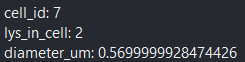 cell_id: 7
lys_in_cell: 2
diameter_um: 0.5699999928474426